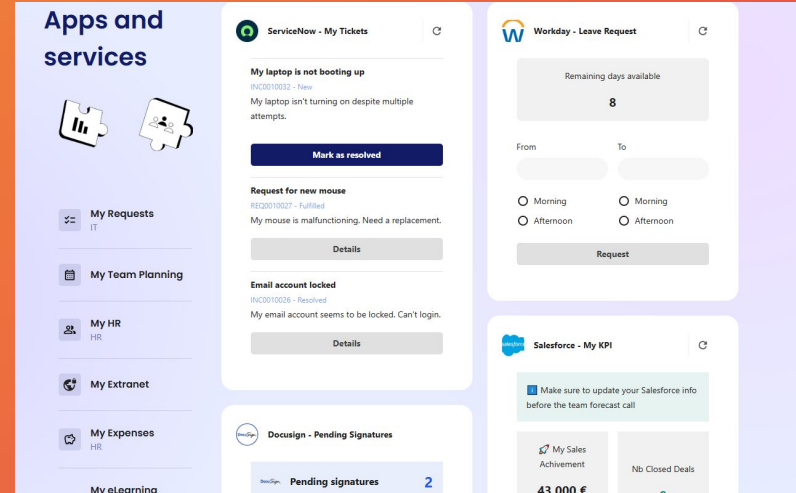 Apps and
services
My Requests
IT
My Team Planning
My HR
HR
My Extranet
My Expenses
HR
My eLearning
ServiceNow - My Tickets
My laptop is not booting up
INC0010032 - New
My laptop isn't turning on despite multiple
attempts.
Mark as resolved
Request for new mouse
REQ0010027 - Fulfilled
My mouse is malfunctioning. Need a replacement.
Details
Email account locked
INC0010026 - Resolved
My email account seems to be locked. Can't login.
Details
DocuSign
Docusign - Pending Signatures
DocuSign
Pending signatures 2
Workday - Leave Request
Remaining days available
8
From To
Morning Morning
Afternoon Afternoon
Request
salesforce
Salesforce - My KPI
Make sure to update your Salesforce info
before the team forecast call
My Sales
Achivement
43 000 €
Nb Closed Deals